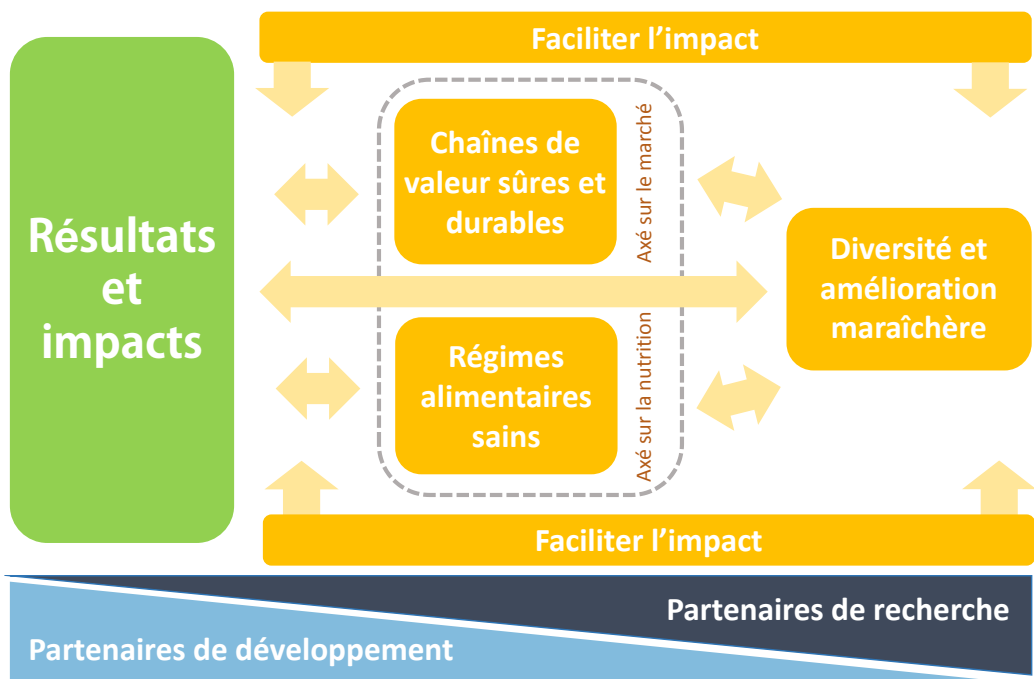 Faciliter l’impact
Résultats
et
impacts
Chaînes de
valeur sûres et
durables
Axé sur le marché
Régimes
alimentaires
sains
Axé sur la nutrition
Diversité et
amélioration
maraîchère
Faciliter l’impact
Partenaires de recherche
Partenaires de développement